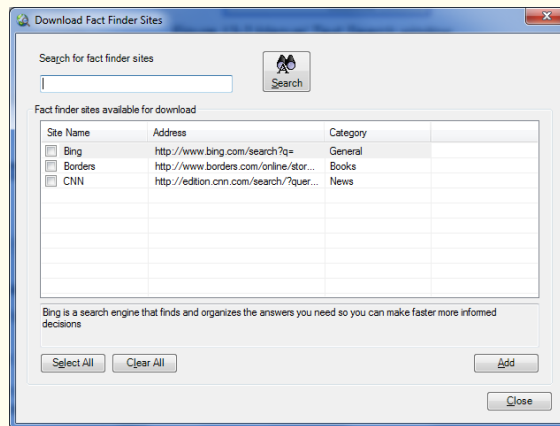 Download Fact Finder Sites
Search for fact finder sites
Search
Fact finder sites available for download
Site Name Address Category
Bing http://www.bing.com/search?q= General
Borders http://www.borders.com/online/stor... Books
CNN http://edition.cnn.com/search/?quer... News
Bing is a search engine that finds and organizes the answers you need so you can make faster more informed
decisions
Select All Clear All Add
Close